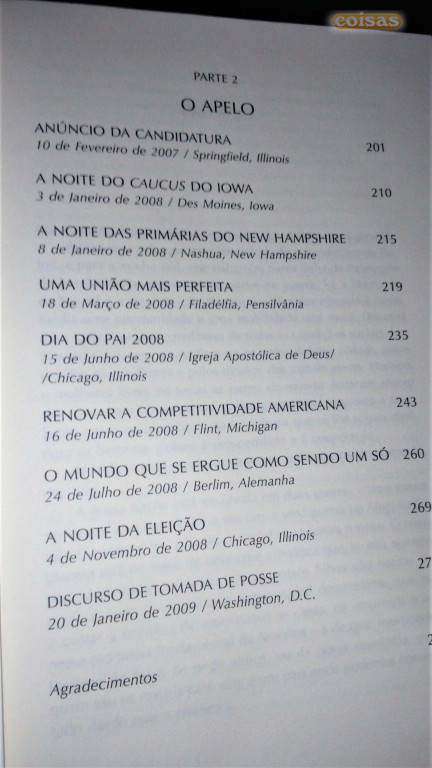 coisas
PARTE 2
O APELO
ANÚNCIO DA CANDIDATURA 201
10 de Fevereiro de 2007 / Springfield, Illinois
A NOITE DO CAUCUS DO IOWA 210
3 de Janeiro de 2008 / Des Moines, Iowa
A NOITE DAS PRIMÁRIAS DO NEW HAMPSHIRE 215
8 de Janeiro de 2008 / Nashua, New Hampshire
UMA UNIÃO MAIS PERFEITA 219
18 de Março de 2008 / Filadélfia, Pensilvânia
DIA DO PAI 2008 235
15 de Junho de 2008 / Igreja Apostólica de Deus/
/Chicago, Illinois
RENOVAR A COMPETITIVIDADE AMERICANA 243
16 de Junho de 2008 / Flint, Michigan
O MUNDO QUE SE ERGUE COMO SENDO UM SÓ 260
24 de Julho de 2008 / Berlim, Alemanha
A NOITE DA ELEIÇÃO 269
4 de Novembro de 2008 / Chicago, Illinois
DISCURSO DE TOMADA DE POSSE
20 de Janeiro de 2009 / Washington, D.C.
Agradecimentos